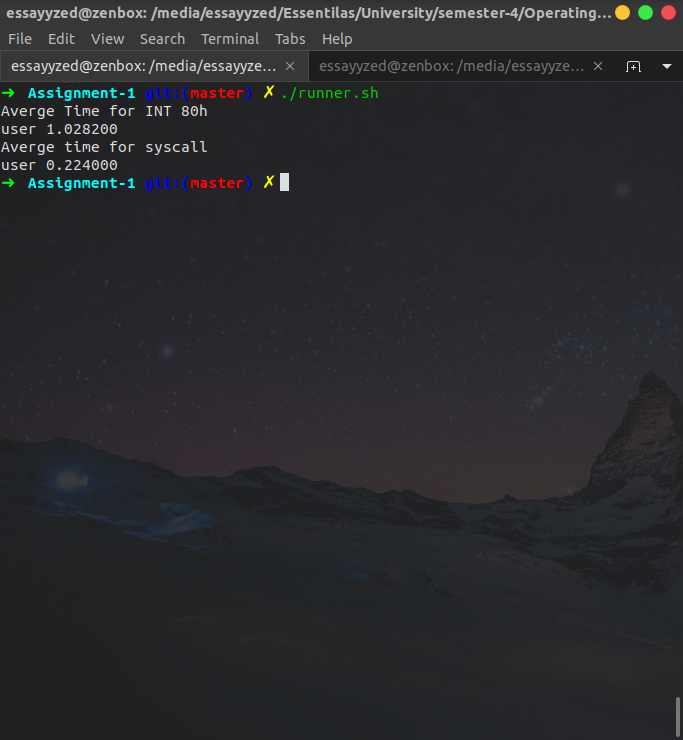 essayyzed@zenbox: /media/essayyzed/Essentilas/University/semester-4/Operating...
File Edit View Search Terminal Tabs Help
essayyzed@zenbox: /media/essayyze... × essayyzed@zenbox: /media/essayyze... ×
➜ Assignment-1 git:(master) ✗ ./runner.sh
Averge Time for INT 80h
user 1.028200
Averge time for syscall
user 0.224000
➜ Assignment-1 git:(master) ✗